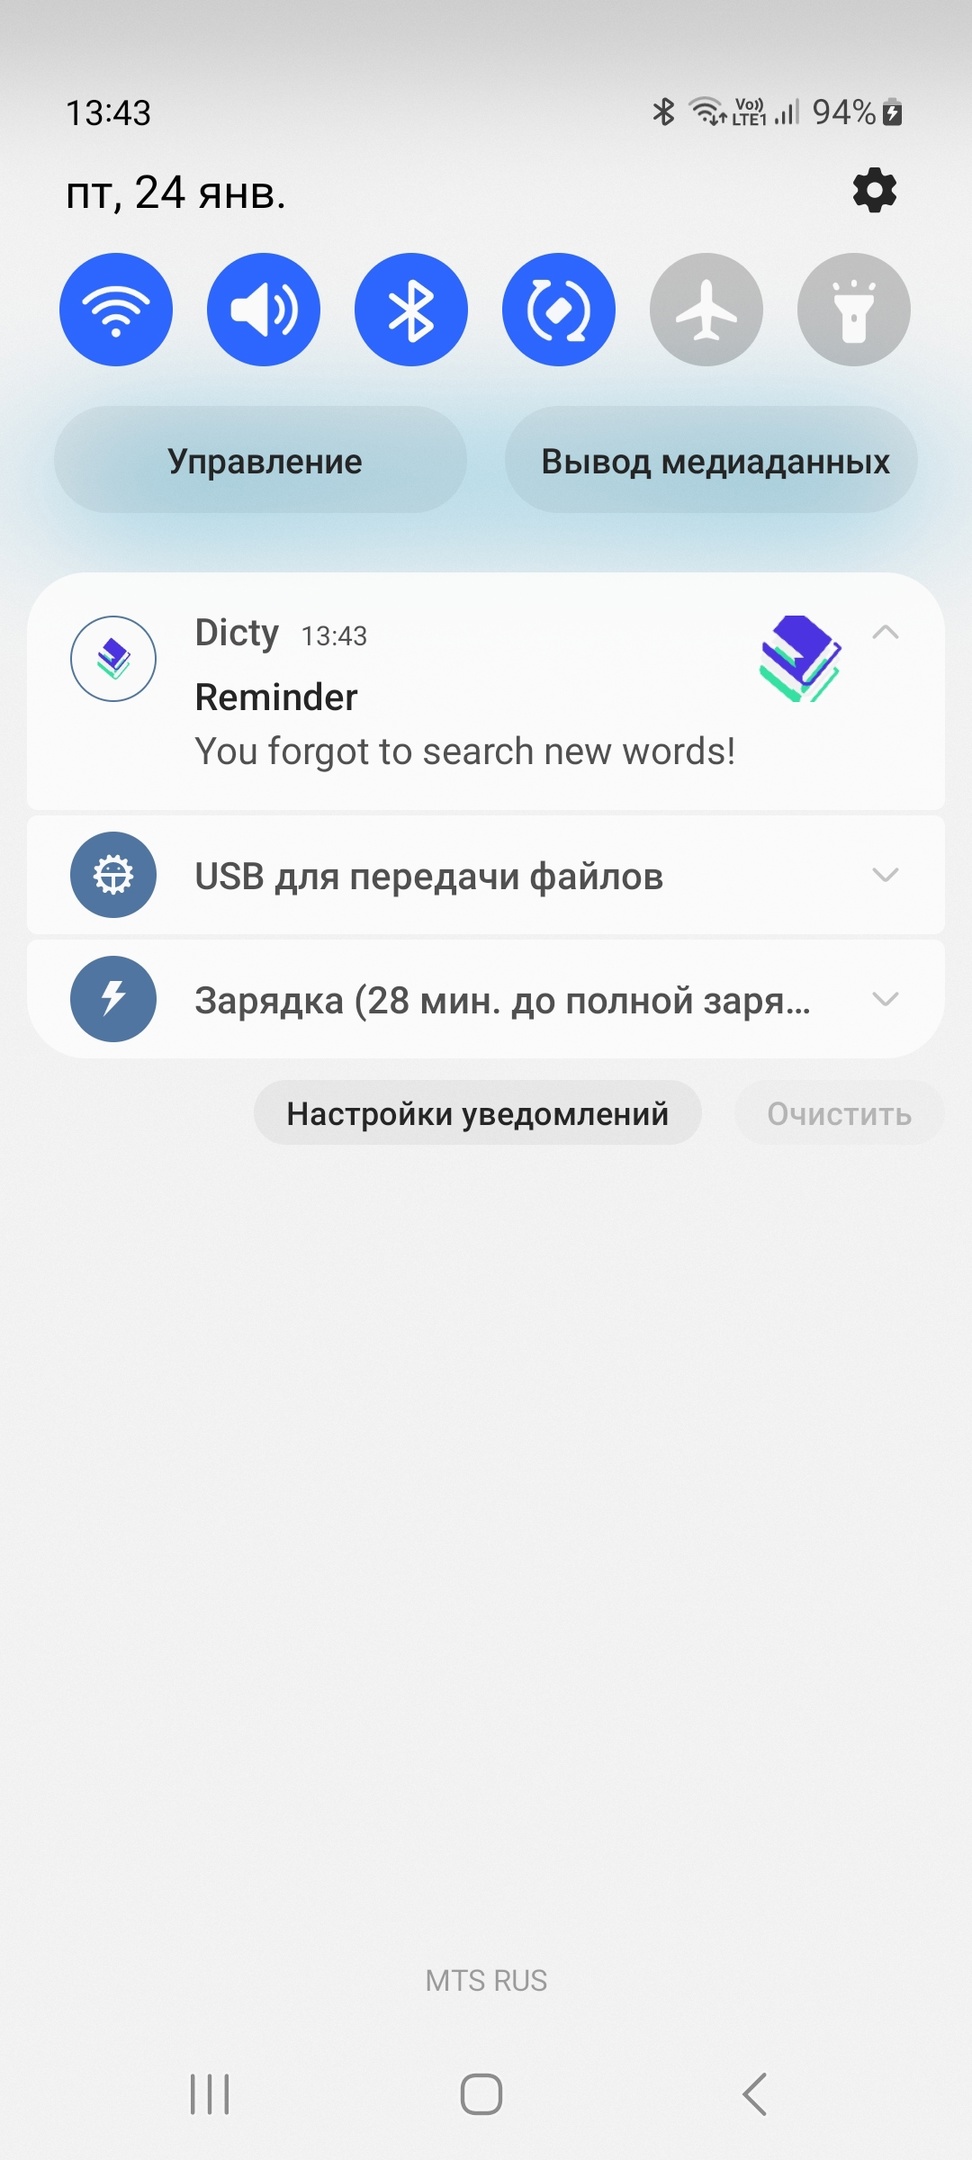 13:43
Vo)) LTE1 94%
пт, 24 янв.
Управление
Вывод медиаданных
Dicty 13:43
Reminder
You forgot to search new words!
USB для передачи файлов
Зарядка (28 мин. до полной заря...
Настройки уведомлений
Очистить
MTS RUS